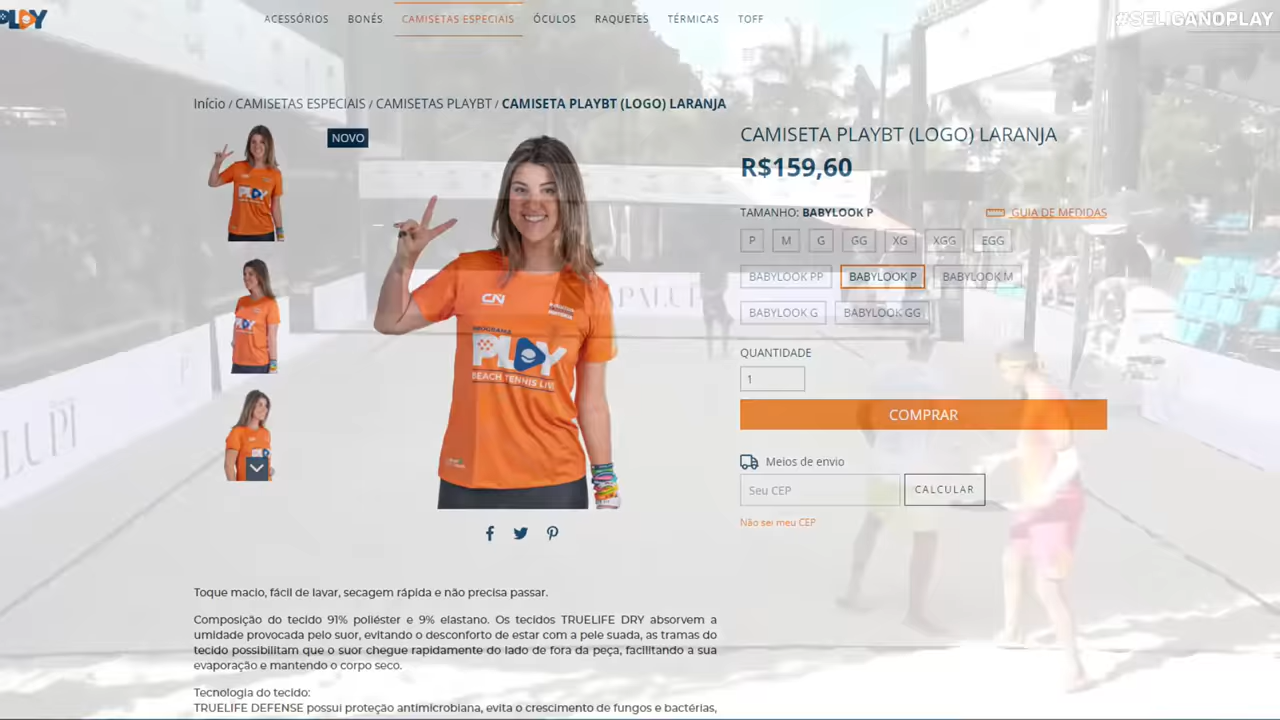 PLAY
ACESSÓRIOS BONÉS CAMISETAS ESPECIAIS ÓCULOS RAQUETES TÉRMICAS TOFF
#SELIGANOPLAY
Início / CAMISETAS ESPECIAIS / CAMISETAS PLAYBT / CAMISETA PLAYBT (LOGO) LARANJA
NOVO
CAMISETA PLAYBT (LOGO) LARANJA
R$159,60
TAMANHO: BABYLOOK P
GUIA DE MEDIDAS
P M G GG XG XGG EGG
BABYLOOK PP BABYLOOK P BABYLOOK M
BABYLOOK G BABYLOOK GG
QUANTIDADE
1
COMPRAR
Meios de envio
Seu CEP
CALCULAR
Não sei meu CEP
CN
PROGRAMA
PLAY
BEACH TENNIS LIVE
LUPI
APALUPI
Toque macio, fácil de lavar, secagem rápida e não precisa passar.
Composição do tecido 91% poliéster e 9% elastano. Os tecidos TRUELIFE DRY absorvem a
umidade provocada pelo suor, evitando o desconforto de estar com a pele suada, as tramas do
tecido possibilitam que o suor chegue rapidamente do lado de fora da peça, facilitando a sua
evaporação e mantendo o corpo seco.
Tecnologia do tecido:
TRUELIFE DEFENSE possui proteção antimicrobiana, evita o crescimento de fungos e bactérias,